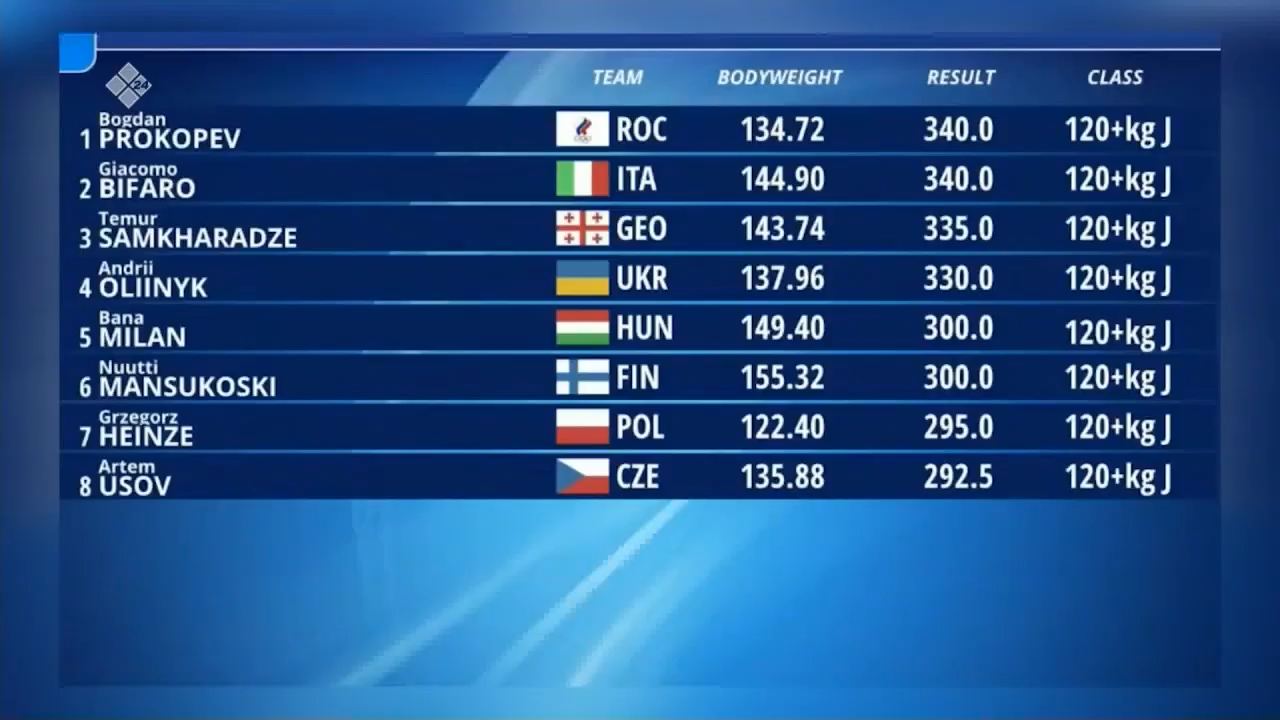 X24
TEAM BODYWEIGHT RESULT CLASS
Bogdan
1 PROKOPEV ROC 134.72 340.0 120+kg J
Giacomo
2 BIFARO ITA 144.90 340.0 120+kg J
Temur
3 SAMKHARADZE GEO 143.74 335.0 120+kg J
Andrii
4 OLIINYK UKR 137.96 330.0 120+kg J
Bana
5 MILAN HUN 149.40 300.0 120+kg J
Nuutti
6 MANSUKOSKI FIN 155.32 300.0 120+kg J
Grzegorz
7 HEINZE POL 122.40 295.0 120+kg J
Artem
8 USOV CZE 135.88 292.5 120+kg J